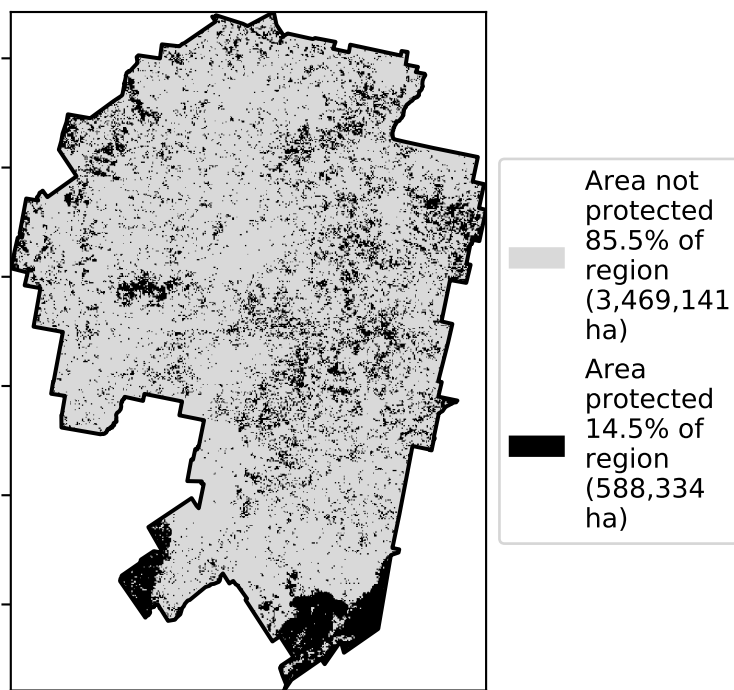 Area not
protected
85.5% of
region
(3,469,141
ha)
Area
protected
14.5% of
region
(588,334
ha)